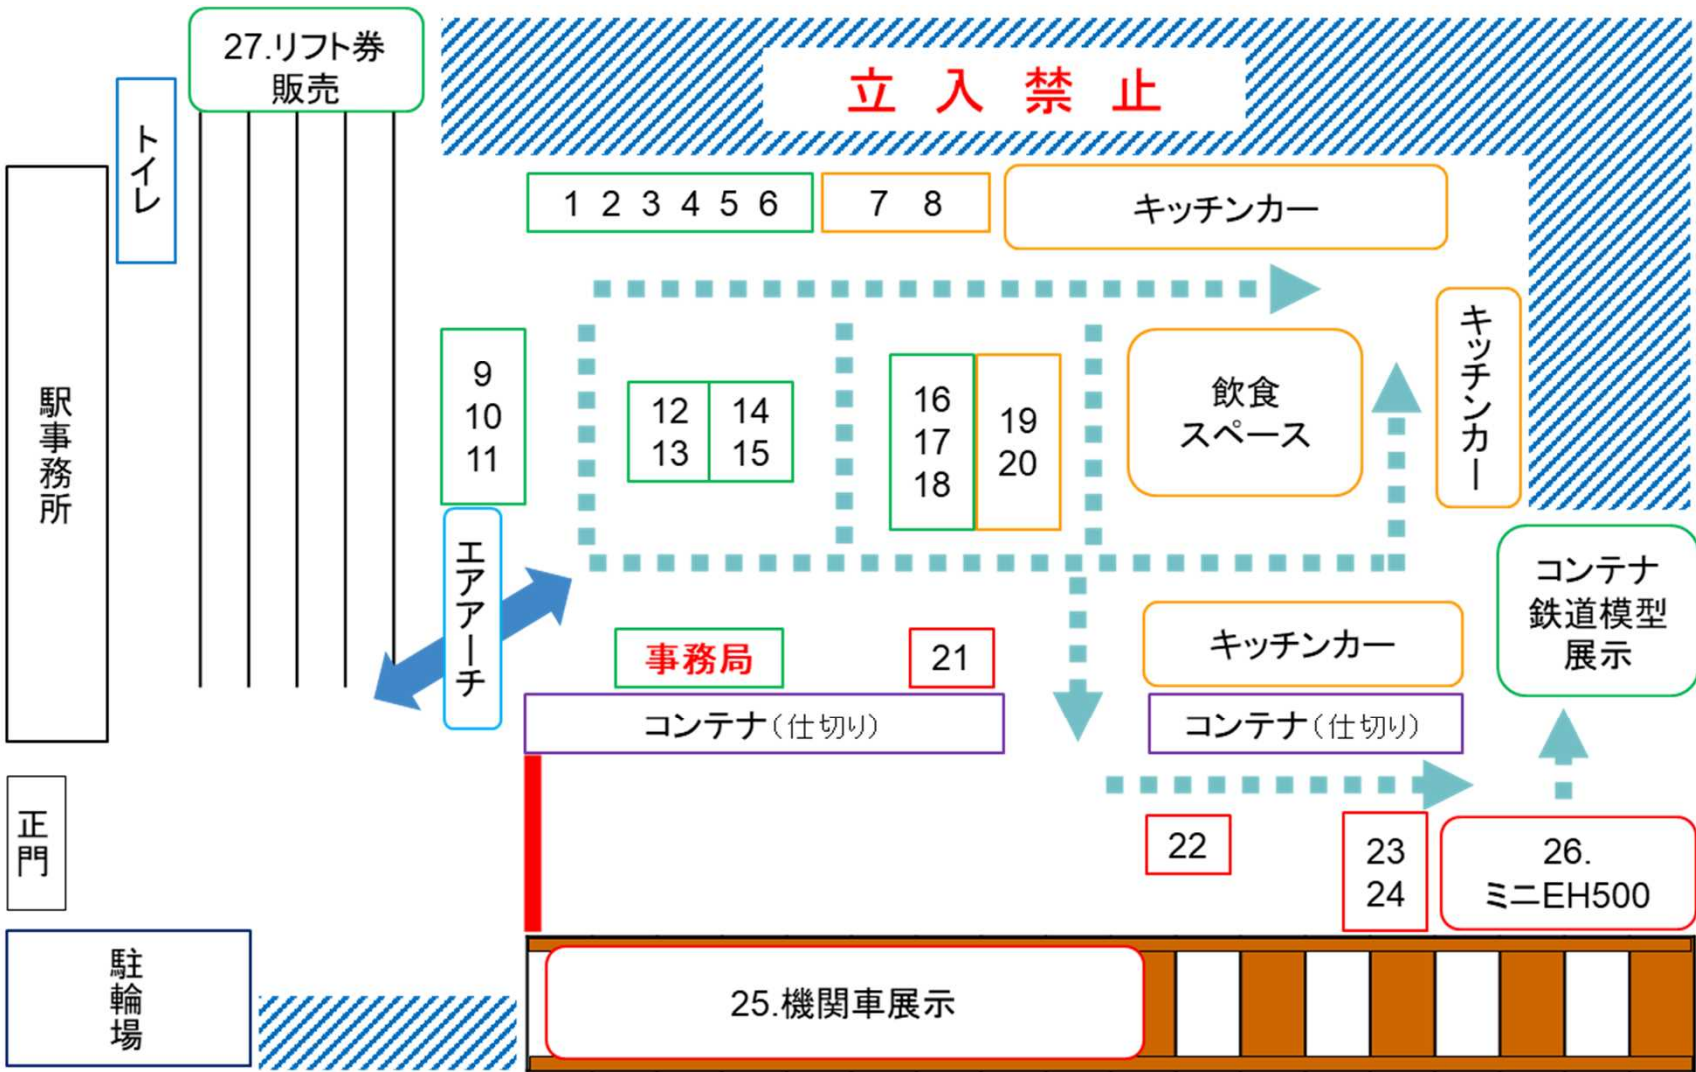 27.リフト券
販売
立入禁止
トイレ
1 2 3 4 5 6
7 8
キッチンカー
駅事務所
9
10
11
12
13
14
15
16
17
18
19
20
飲食
スペース
キッチンカー
エアアーチ
コンテナ
鉄道模型
展示
事務局
21
キッチンカー
コンテナ（仕切り）
コンテナ（仕切り）
正門
22
23
24
26.
ミニEH500
駐輪場
25.機関車展示